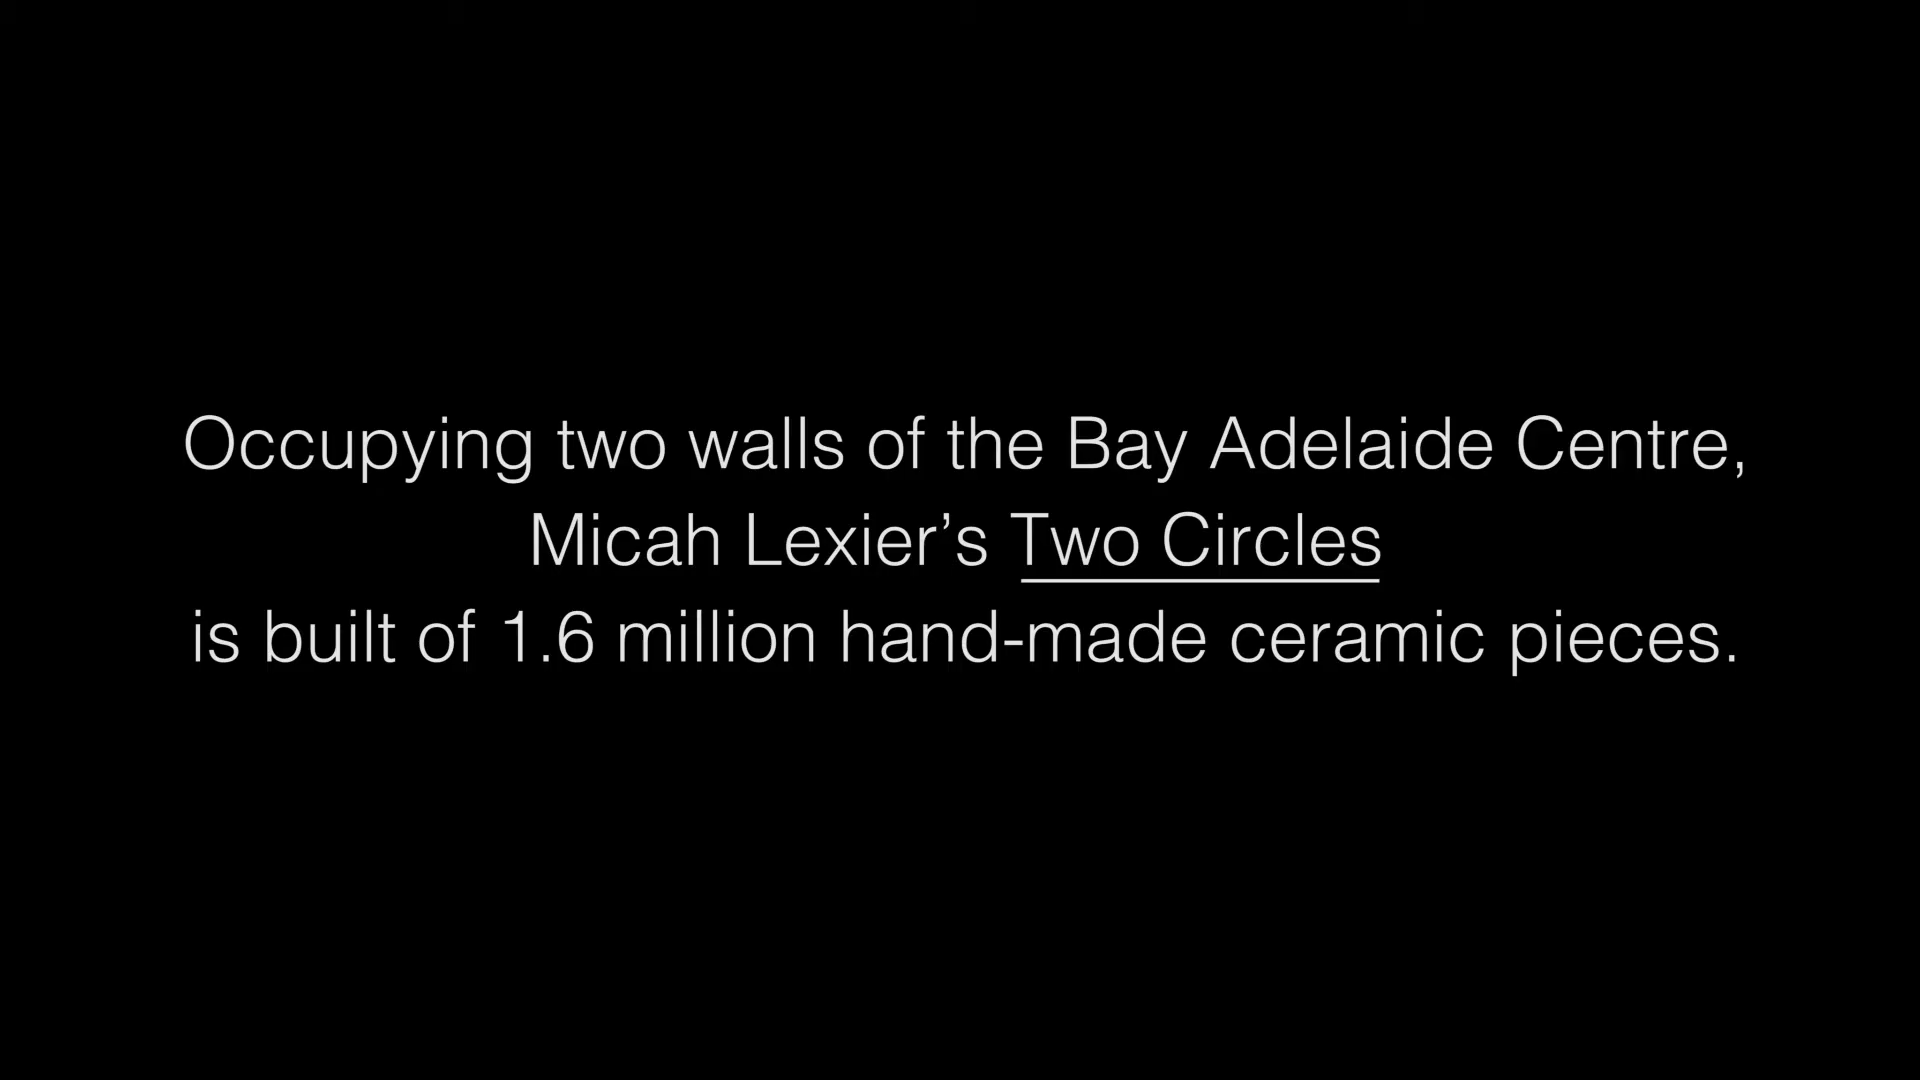 Occupying two walls of the Bay Adelaide Centre,
Micah Lexier’s Two Circles
is built of 1.6 million hand-made ceramic pieces.